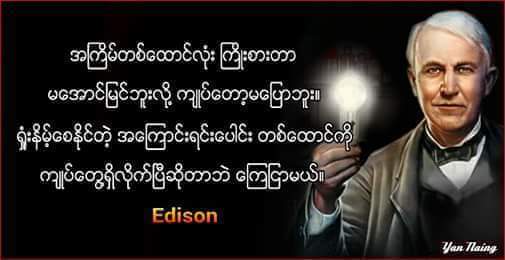 အကြိမ်တစ်ထောင်လုံး ကြိုးစားတာ
မအောင်မြင်ဘူးလို့ ကျုပ်တော့မပြောဘူး။
ရှုံးနိမ့်စေနိုင်တဲ့ အကြောင်းရင်းပေါင်း တစ်ထောင်ကို
ကျုပ်တွေ့ရှိလိုက်ပြီဆိုတာဘဲ ကြေငြာမယ်။
Edison
Yan Naing